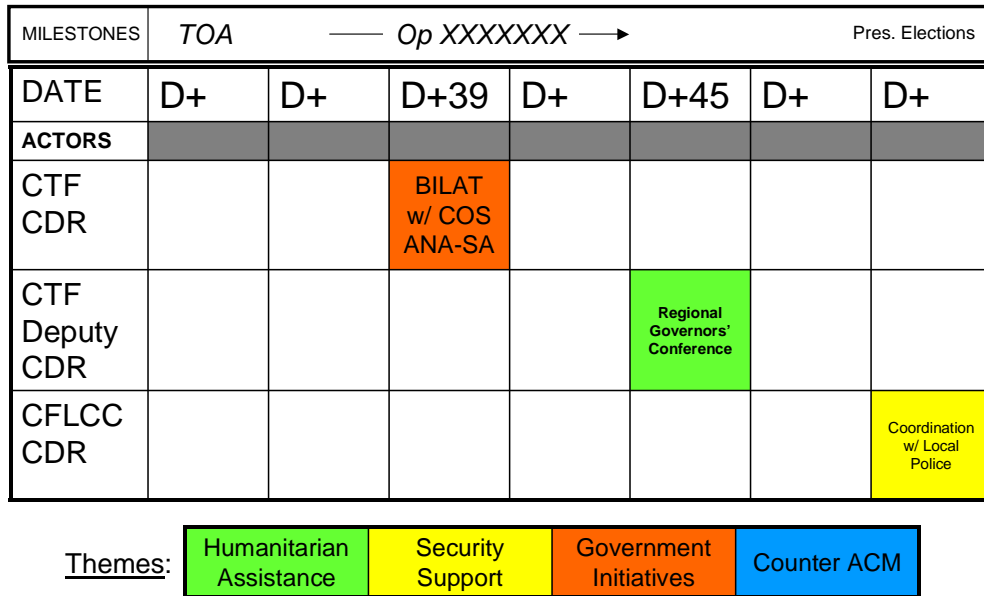 MILESTONES TOA Op XXXXXXX Pres. Elections
DATE D+ D+ D+39 D+ D+45 D+ D+
ACTORS
CTF
CDR
BILAT
w/ COS
ANA-SA
CTF
Deputy
CDR
Regional
Governors'
Conference
CFLCC
CDR
Coordination
w/ Local
Police
Themes:
Humanitarian
Assistance
Security
Support
Government
Initiatives
Counter ACM